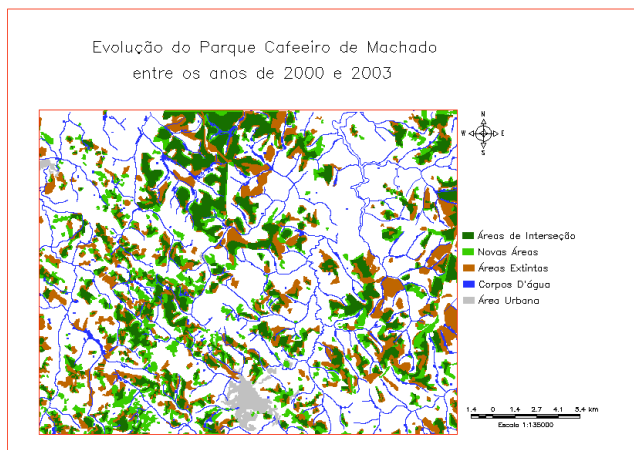 Evolução do Parque Cafeeiro de Machado
entre os anos de 2000 e 2003
N
W E
S
Áreas de Interseção
Novas Áreas
Áreas Extintas
Corpos D'água
Área Urbana
1.4 0 1.4 2.7 4.1 5.4 km
Escala 1:135000